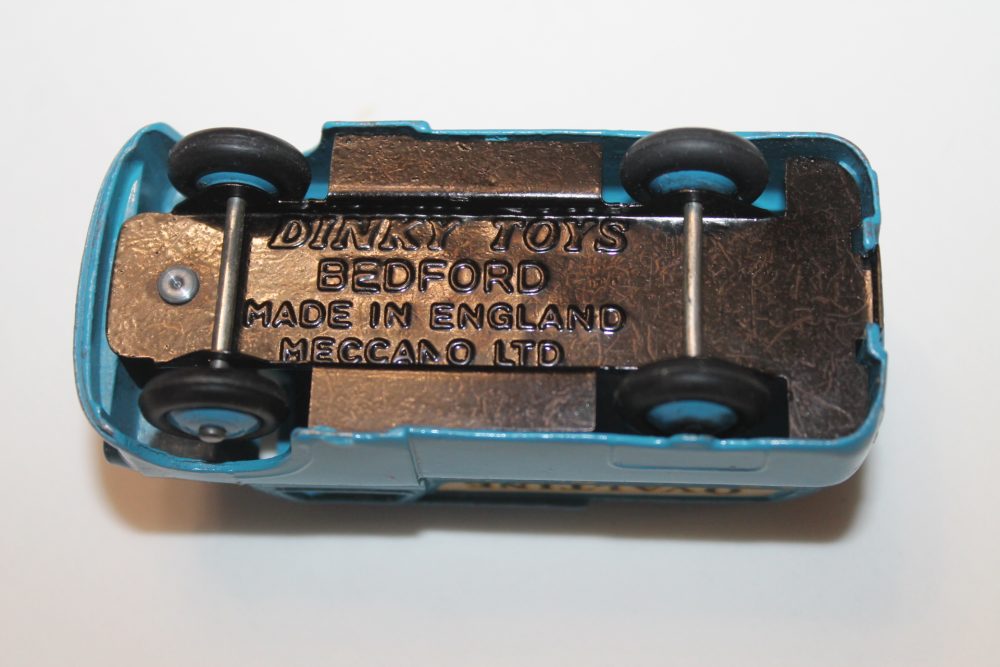 DINKY TOYS
BEDFORD
MADE IN ENGLAND
MECCANO LTD